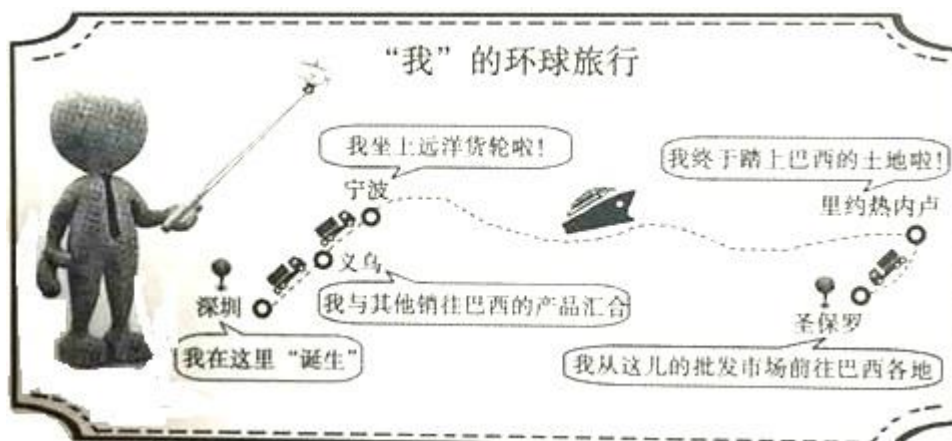 “我”的环球旅行
我坐上远洋货轮啦！
我终于踏上巴西的土地啦！
宁波
里约热内卢
义乌
深圳
我与其他销往巴西的产品汇合
圣保罗
我在这里“诞生”
我从这儿的批发市场前往巴西各地